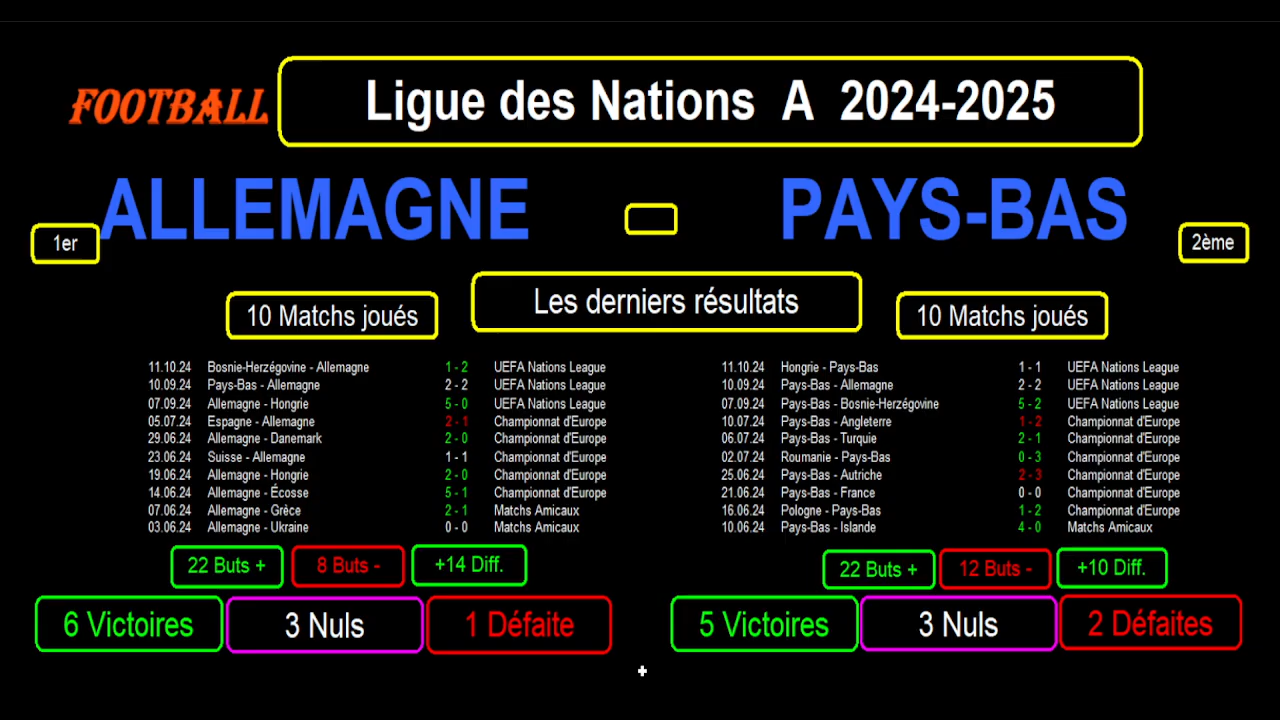 FOOTBALL
Ligue des Nations A 2024-2025
ALLEMAGNE
PAYS-BAS
1er
2ème
Les derniers résultats
10 Matchs joués
10 Matchs joués
11.10.24 Bosnie-Herzégovine - Allemagne 1 - 2 UEFA Nations League
10.09.24 Pays-Bas - Allemagne 2 - 2 UEFA Nations League
07.09.24 Allemagne - Hongrie 5 - 0 UEFA Nations League
05.07.24 Espagne - Allemagne 2 - 1 Championnat d'Europe
29.06.24 Allemagne - Danemark 2 - 0 Championnat d'Europe
23.06.24 Suisse - Allemagne 1 - 1 Championnat d'Europe
19.06.24 Allemagne - Hongrie 2 - 0 Championnat d'Europe
14.06.24 Allemagne - Écosse 5 - 1 Championnat d'Europe
07.06.24 Allemagne - Grèce 2 - 1 Matchs Amicaux
03.06.24 Allemagne - Ukraine 0 - 0 Matchs Amicaux
22 Buts + 8 Buts - +14 Diff.
6 Victoires 3 Nuls 1 Défaite
11.10.24 Hongrie - Pays-Bas 1 - 1 UEFA Nations League
10.09.24 Pays-Bas - Allemagne 2 - 2 UEFA Nations League
07.09.24 Pays-Bas - Bosnie-Herzégovine 5 - 2 UEFA Nations League
10.07.24 Pays-Bas - Angleterre 1 - 2 Championnat d'Europe
06.07.24 Pays-Bas - Turquie 2 - 1 Championnat d'Europe
02.07.24 Roumanie - Pays-Bas 0 - 3 Championnat d'Europe
25.06.24 Pays-Bas - Autriche 2 - 3 Championnat d'Europe
21.06.24 Pays-Bas - France 0 - 0 Championnat d'Europe
16.06.24 Pologne - Pays-Bas 1 - 2 Championnat d'Europe
10.06.24 Pays-Bas - Islande 4 - 0 Matchs Amicaux
22 Buts + 12 Buts - +10 Diff.
5 Victoires 3 Nuls 2 Défaites